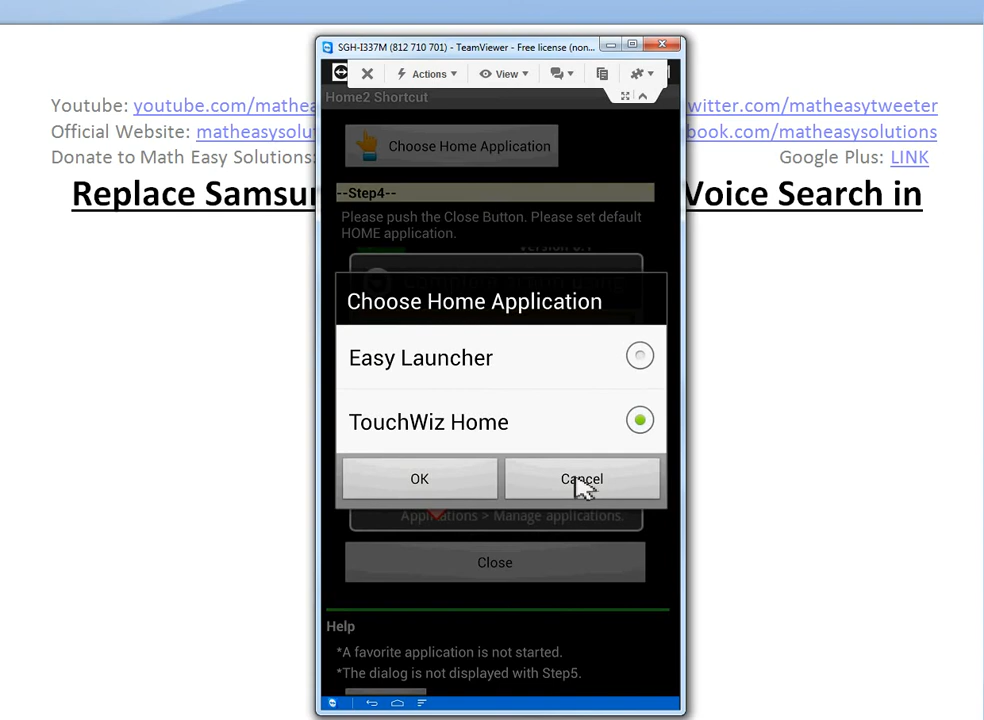 SGH-I337M (812 710 701) - TeamViewer - Free license (non...
Actions View
Home2 Shortcut
Youtube: youtube.com/mathea
witter.com/matheasytweeter
Official Website: matheasysolut
book.com/matheasysolutions
Donate to Math Easy Solutions:
Google Plus: LINK
Choose Home Application
--Step4--
Replace Samsu
Voice Search in
Please push the Close Button. Please set default
HOME application.
Choose Home Application
Easy Launcher
TouchWiz Home
OK Cancel
Applications > Manage applications.
Close
Help
*A favorite application is not started.
*The dialog is not displayed with Step5.